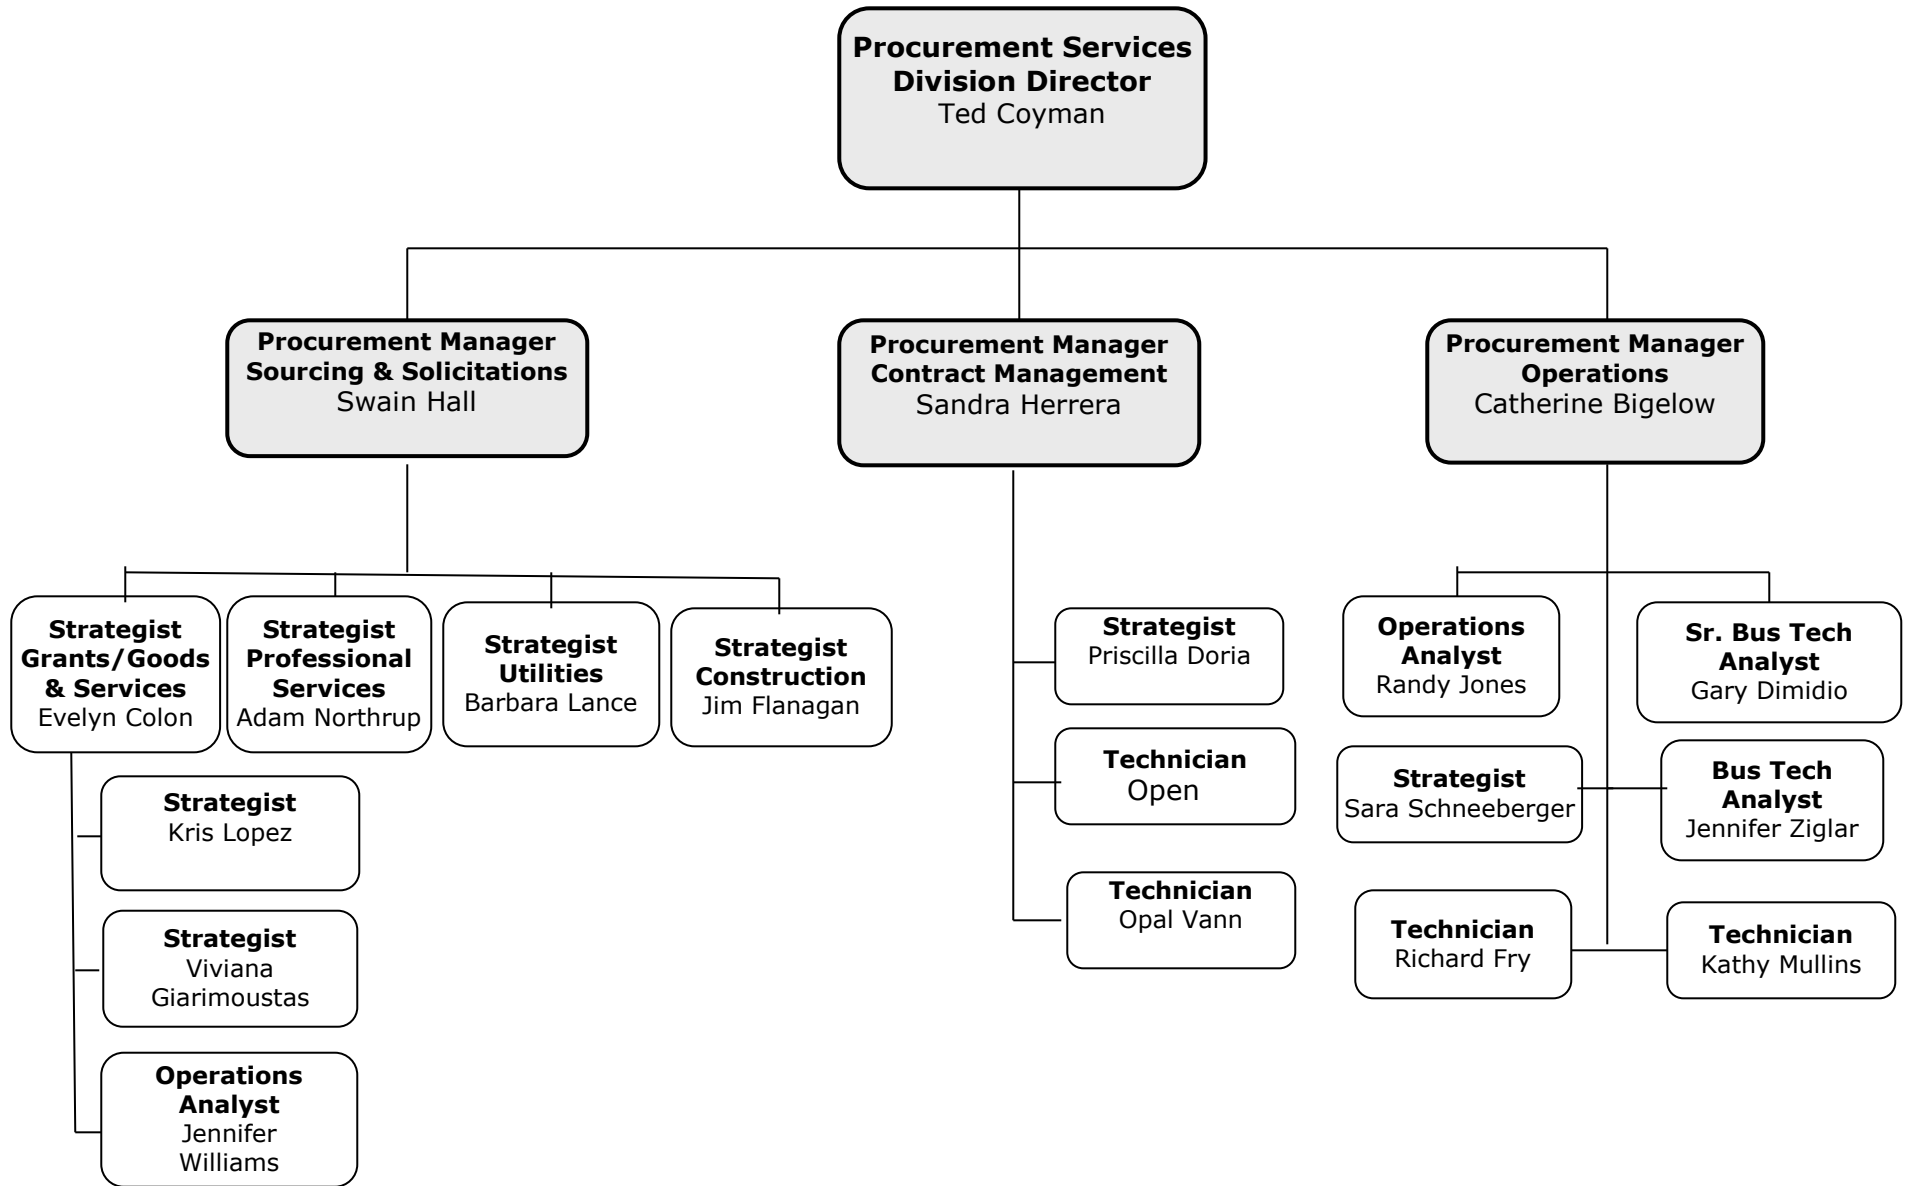 Procurement Services
Division Director
Ted Coyman
Procurement Manager
Sourcing & Solicitations
Swain Hall
Procurement Manager
Contract Management
Sandra Herrera
Procurement Manager
Operations
Catherine Bigelow
Strategist
Grants/Goods
& Services
Evelyn Colon
Strategist
Professional
Services
Adam Northrup
Strategist
Utilities
Barbara Lance
Strategist
Construction
Jim Flanagan
Strategist
Kris Lopez
Strategist
Viviana
Giarimoustas
Operations
Analyst
Jennifer
Williams
Strategist
Priscilla Doria
Technician
Open
Technician
Opal Vann
Operations
Analyst
Randy Jones
Sr. Bus Tech
Analyst
Gary Dimidio
Strategist
Sara Schneeberger
Bus Tech
Analyst
Jennifer Ziglar
Technician
Richard Fry
Technician
Kathy Mullins